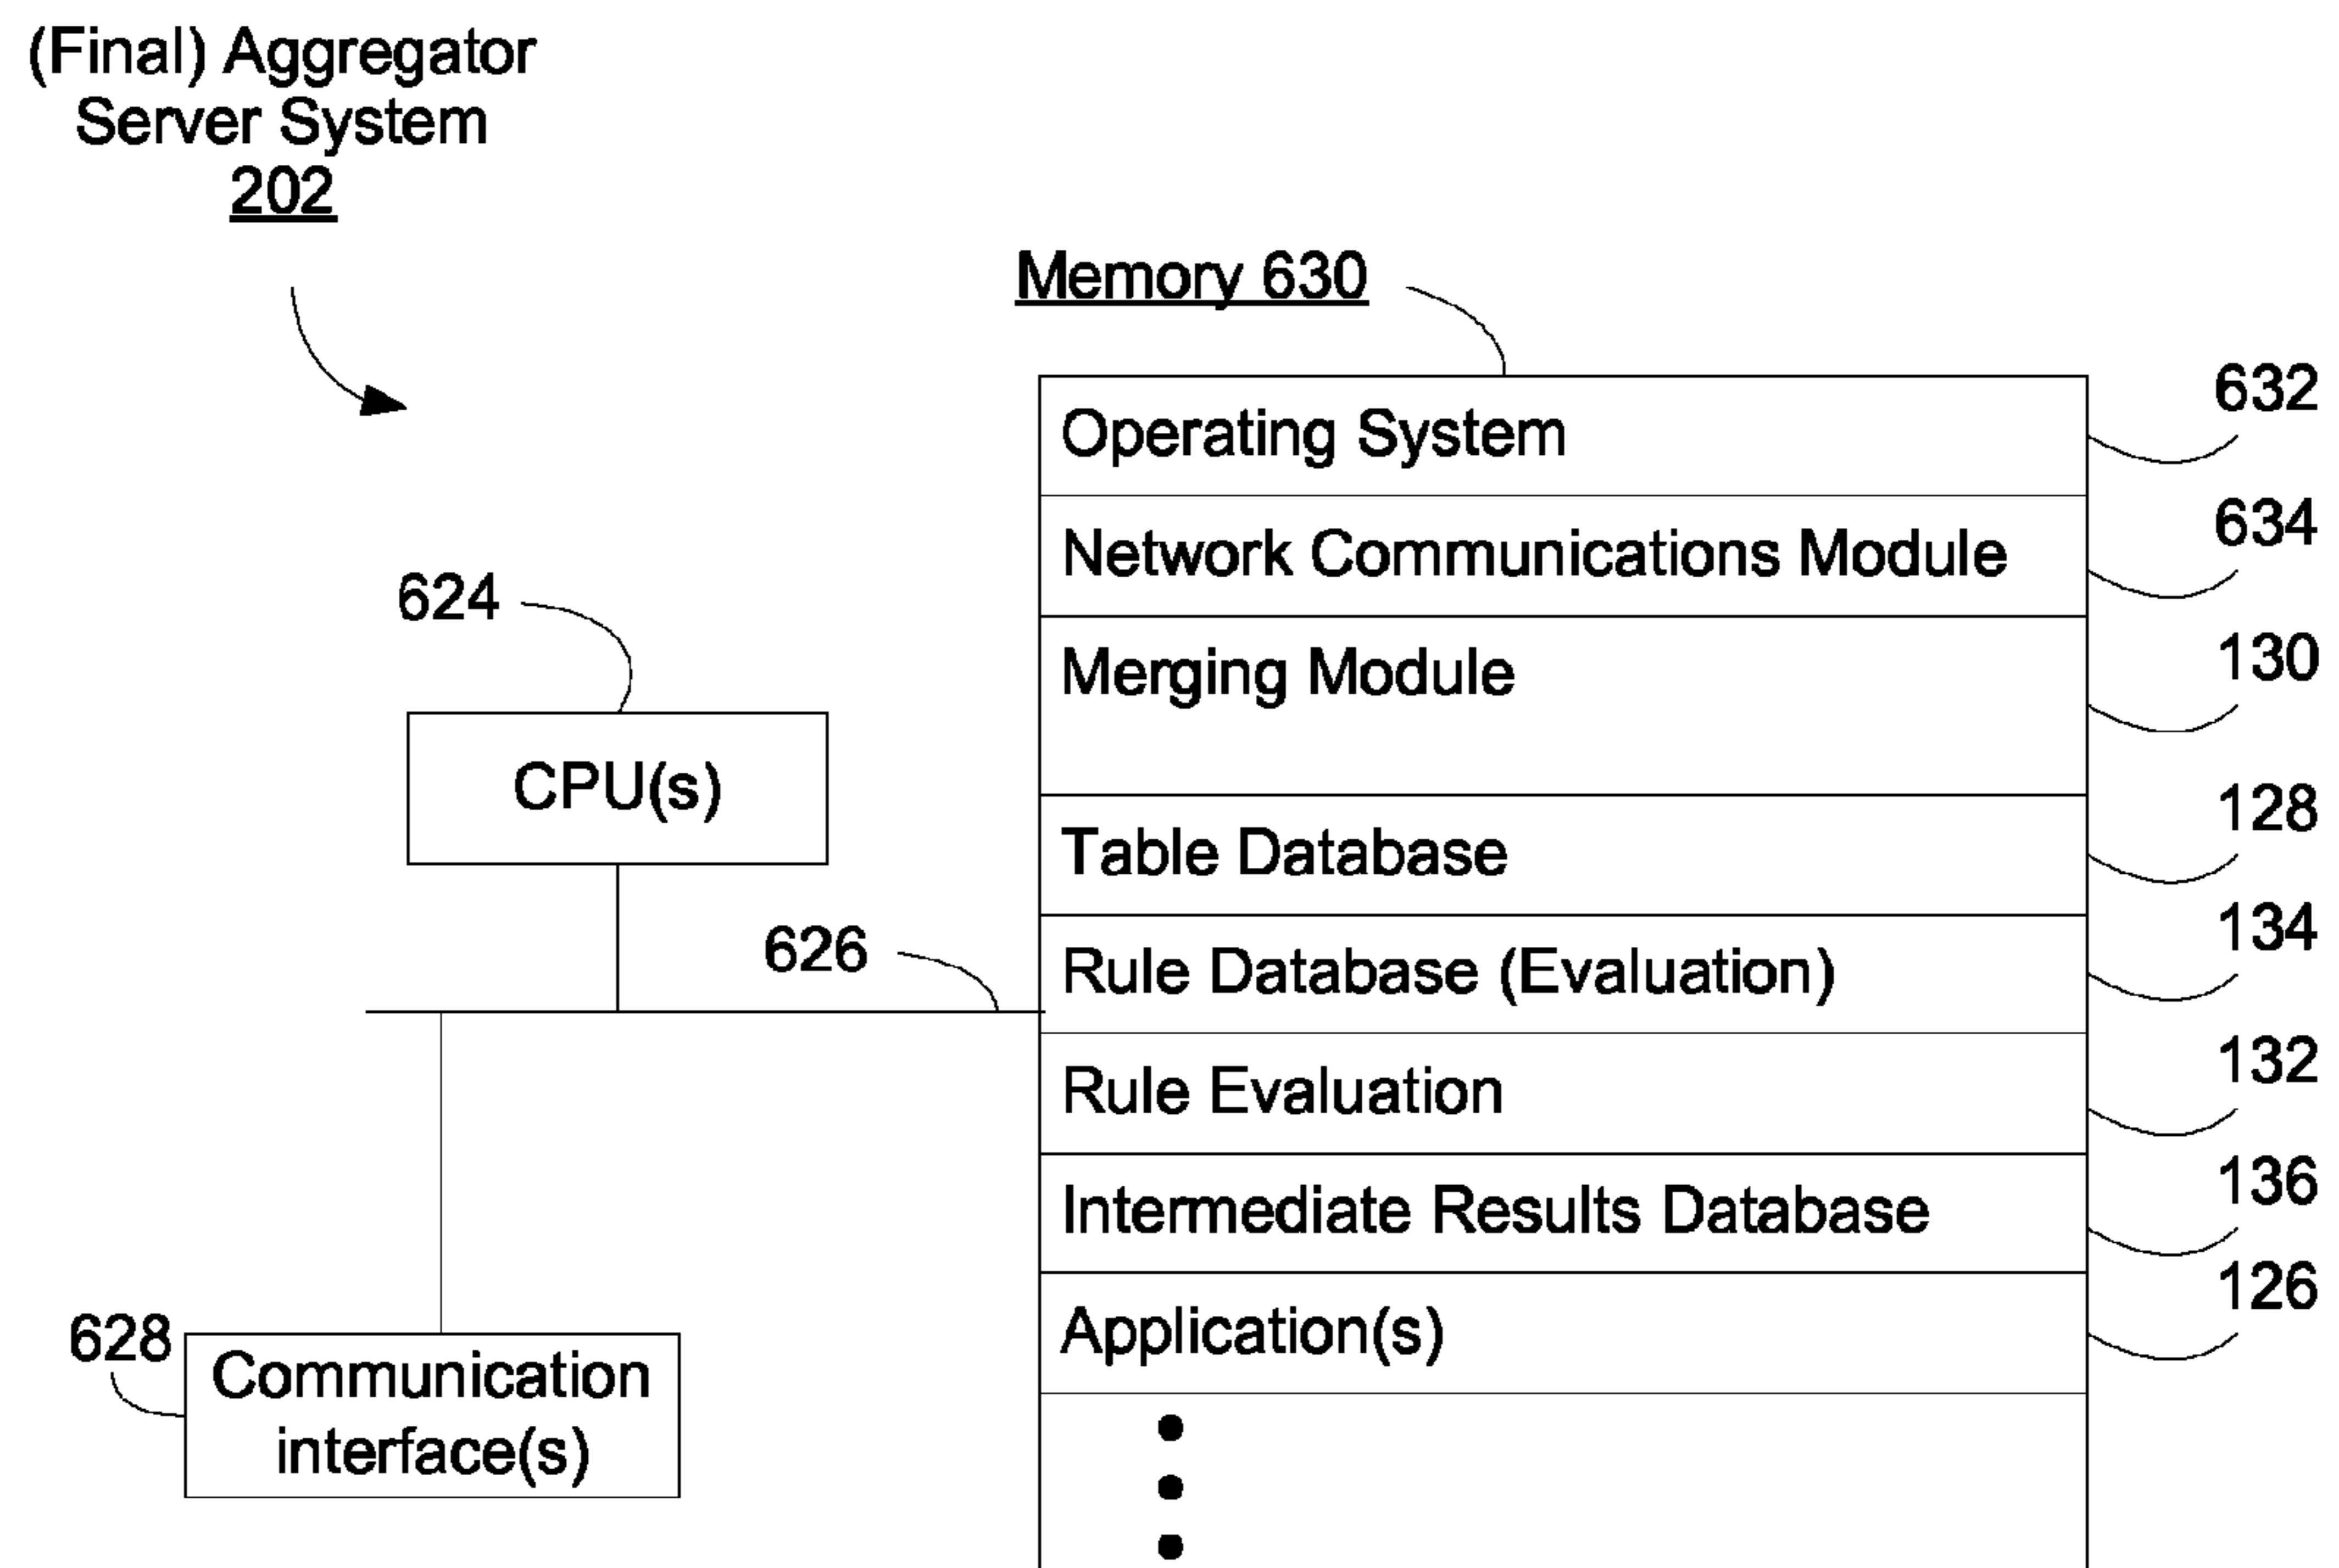 (Final) Aggregator
Server System
202
Memory 630
Operating System
632
Network Communications Module
634
Merging Module
130
Table Database
128
Rule Database (Evaluation)
134
Rule Evaluation
132
Intermediate Results Database
136
Application(s)
126
624
CPU(s)
626
628
Communication
interface(s)